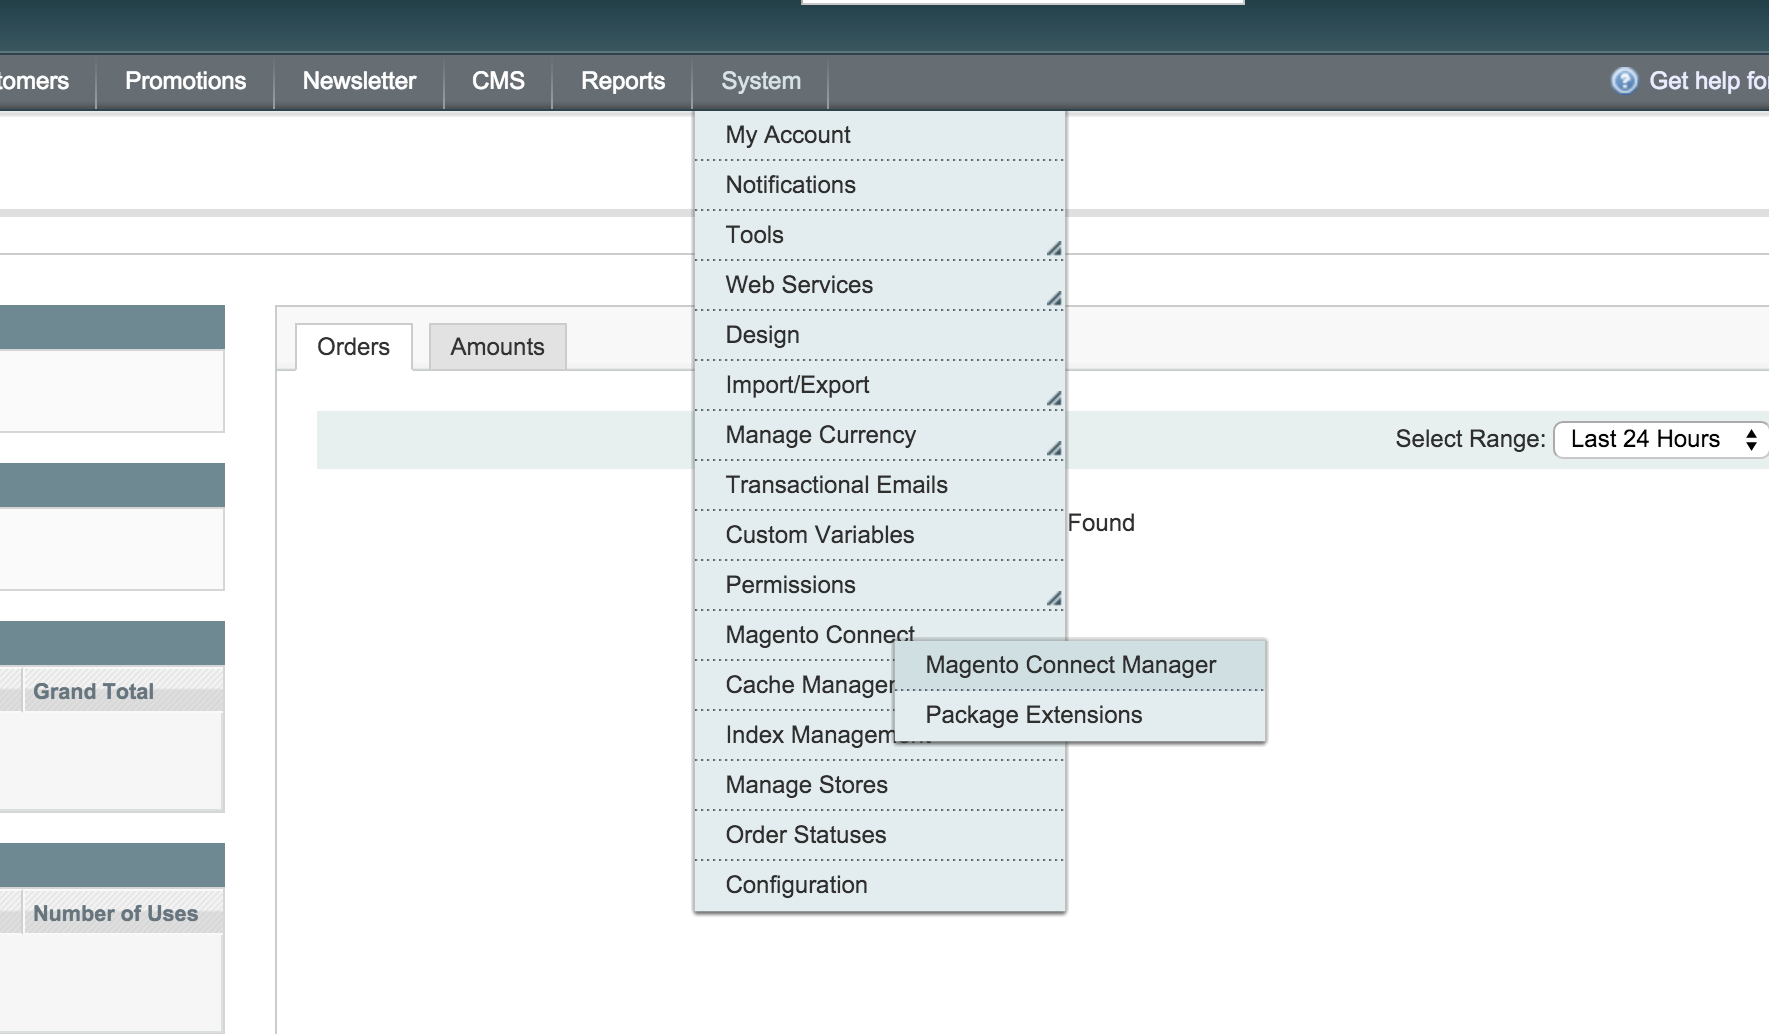 tomers Promotions Newsletter CMS Reports System Get help fo
My Account
Notifications
Tools
Web Services
Design
Orders Amounts
Import/Export
Manage Currency
Select Range: Last 24 Hours
Transactional Emails
Custom Variables
Found
Permissions
Magento Connect
Magento Connect Manager
Package Extensions
Cache Manager
Index Management
Manage Stores
Order Statuses
Configuration
Grand Total
Number of Uses